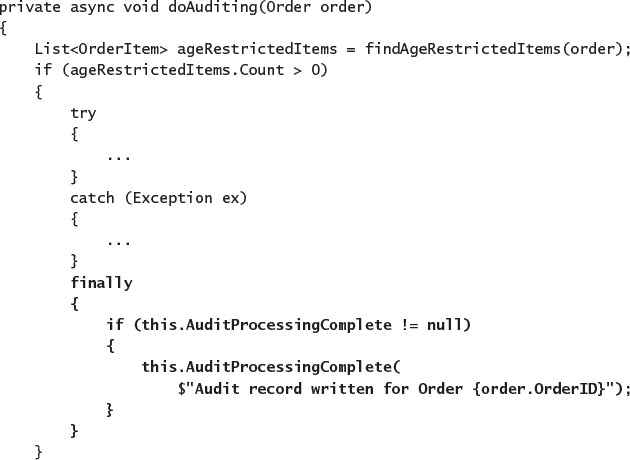 private async void doAuditing(Order order)
{
    List<OrderItem> ageRestrictedItems = findAgeRestrictedItems(order);
    if (ageRestrictedItems.Count > 0)
    {
        try
        {
            ...
        }
        catch (Exception ex)
        {
            ...
        }
        finally
        {
            if (this.AuditProcessingComplete != null)
            {
                this.AuditProcessingComplete(
                    $"Audit record written for Order {order.OrderID}");
            }
        }
    }